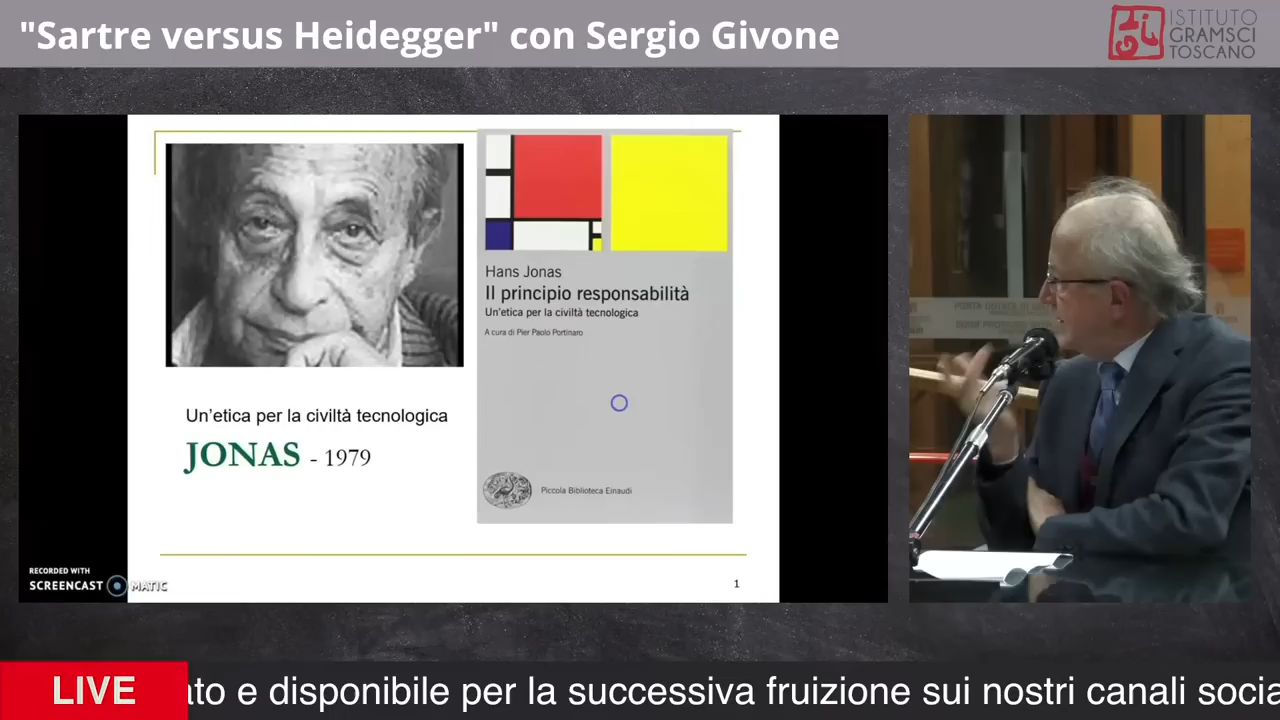 "Sartre versus Heidegger" con Sergio Givone
ISTITUTO
GRAMSCI
TOSCANO
Hans Jonas
Il principio responsabilità
Un'etica per la civiltà tecnologica
A cura di Pier Paolo Portinaro
Piccola Biblioteca Einaudi
Un'etica per la civiltà tecnologica
JONAS - 1979
RECORDED WITH
SCREENCAST MATIC
1
LIVE
ato e disponibile per la successiva fruizione sui nostri canali socia